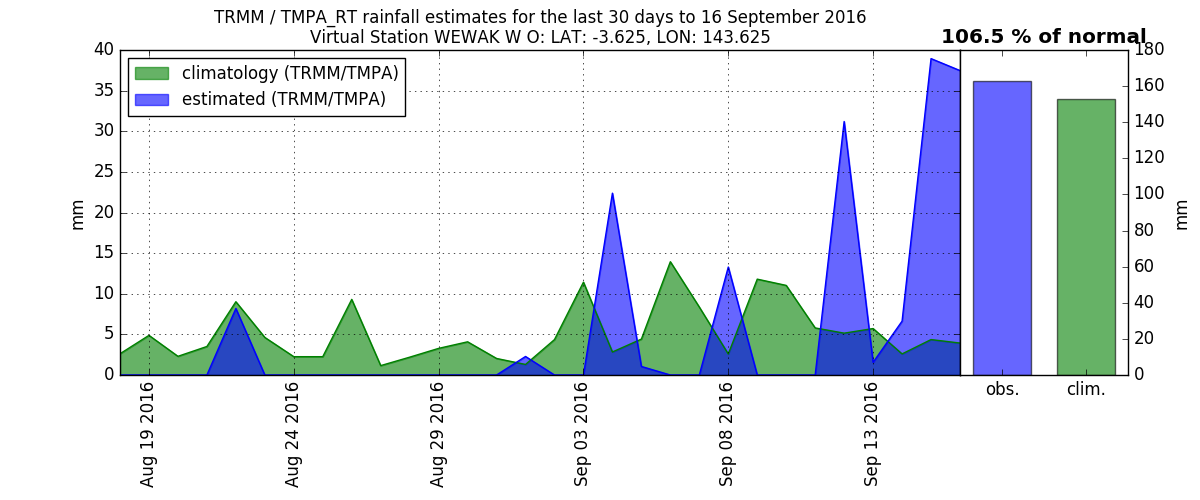 TRMM / TMPA_RT rainfall estimates for the last 30 days to 16 September 2016
Virtual Station WEWAK W O: LAT: -3.625, LON: 143.625
106.5 % of normal
climatology (TRMM/TMPA)
estimated (TRMM/TMPA)
mm
40
35
30
25
20
15
10
5
0
Aug 19 2016
Aug 24 2016
Aug 29 2016
Sep 03 2016
Sep 08 2016
Sep 13 2016
obs.
clim.
180
160
140
120
100
80
60
40
20
0
mm